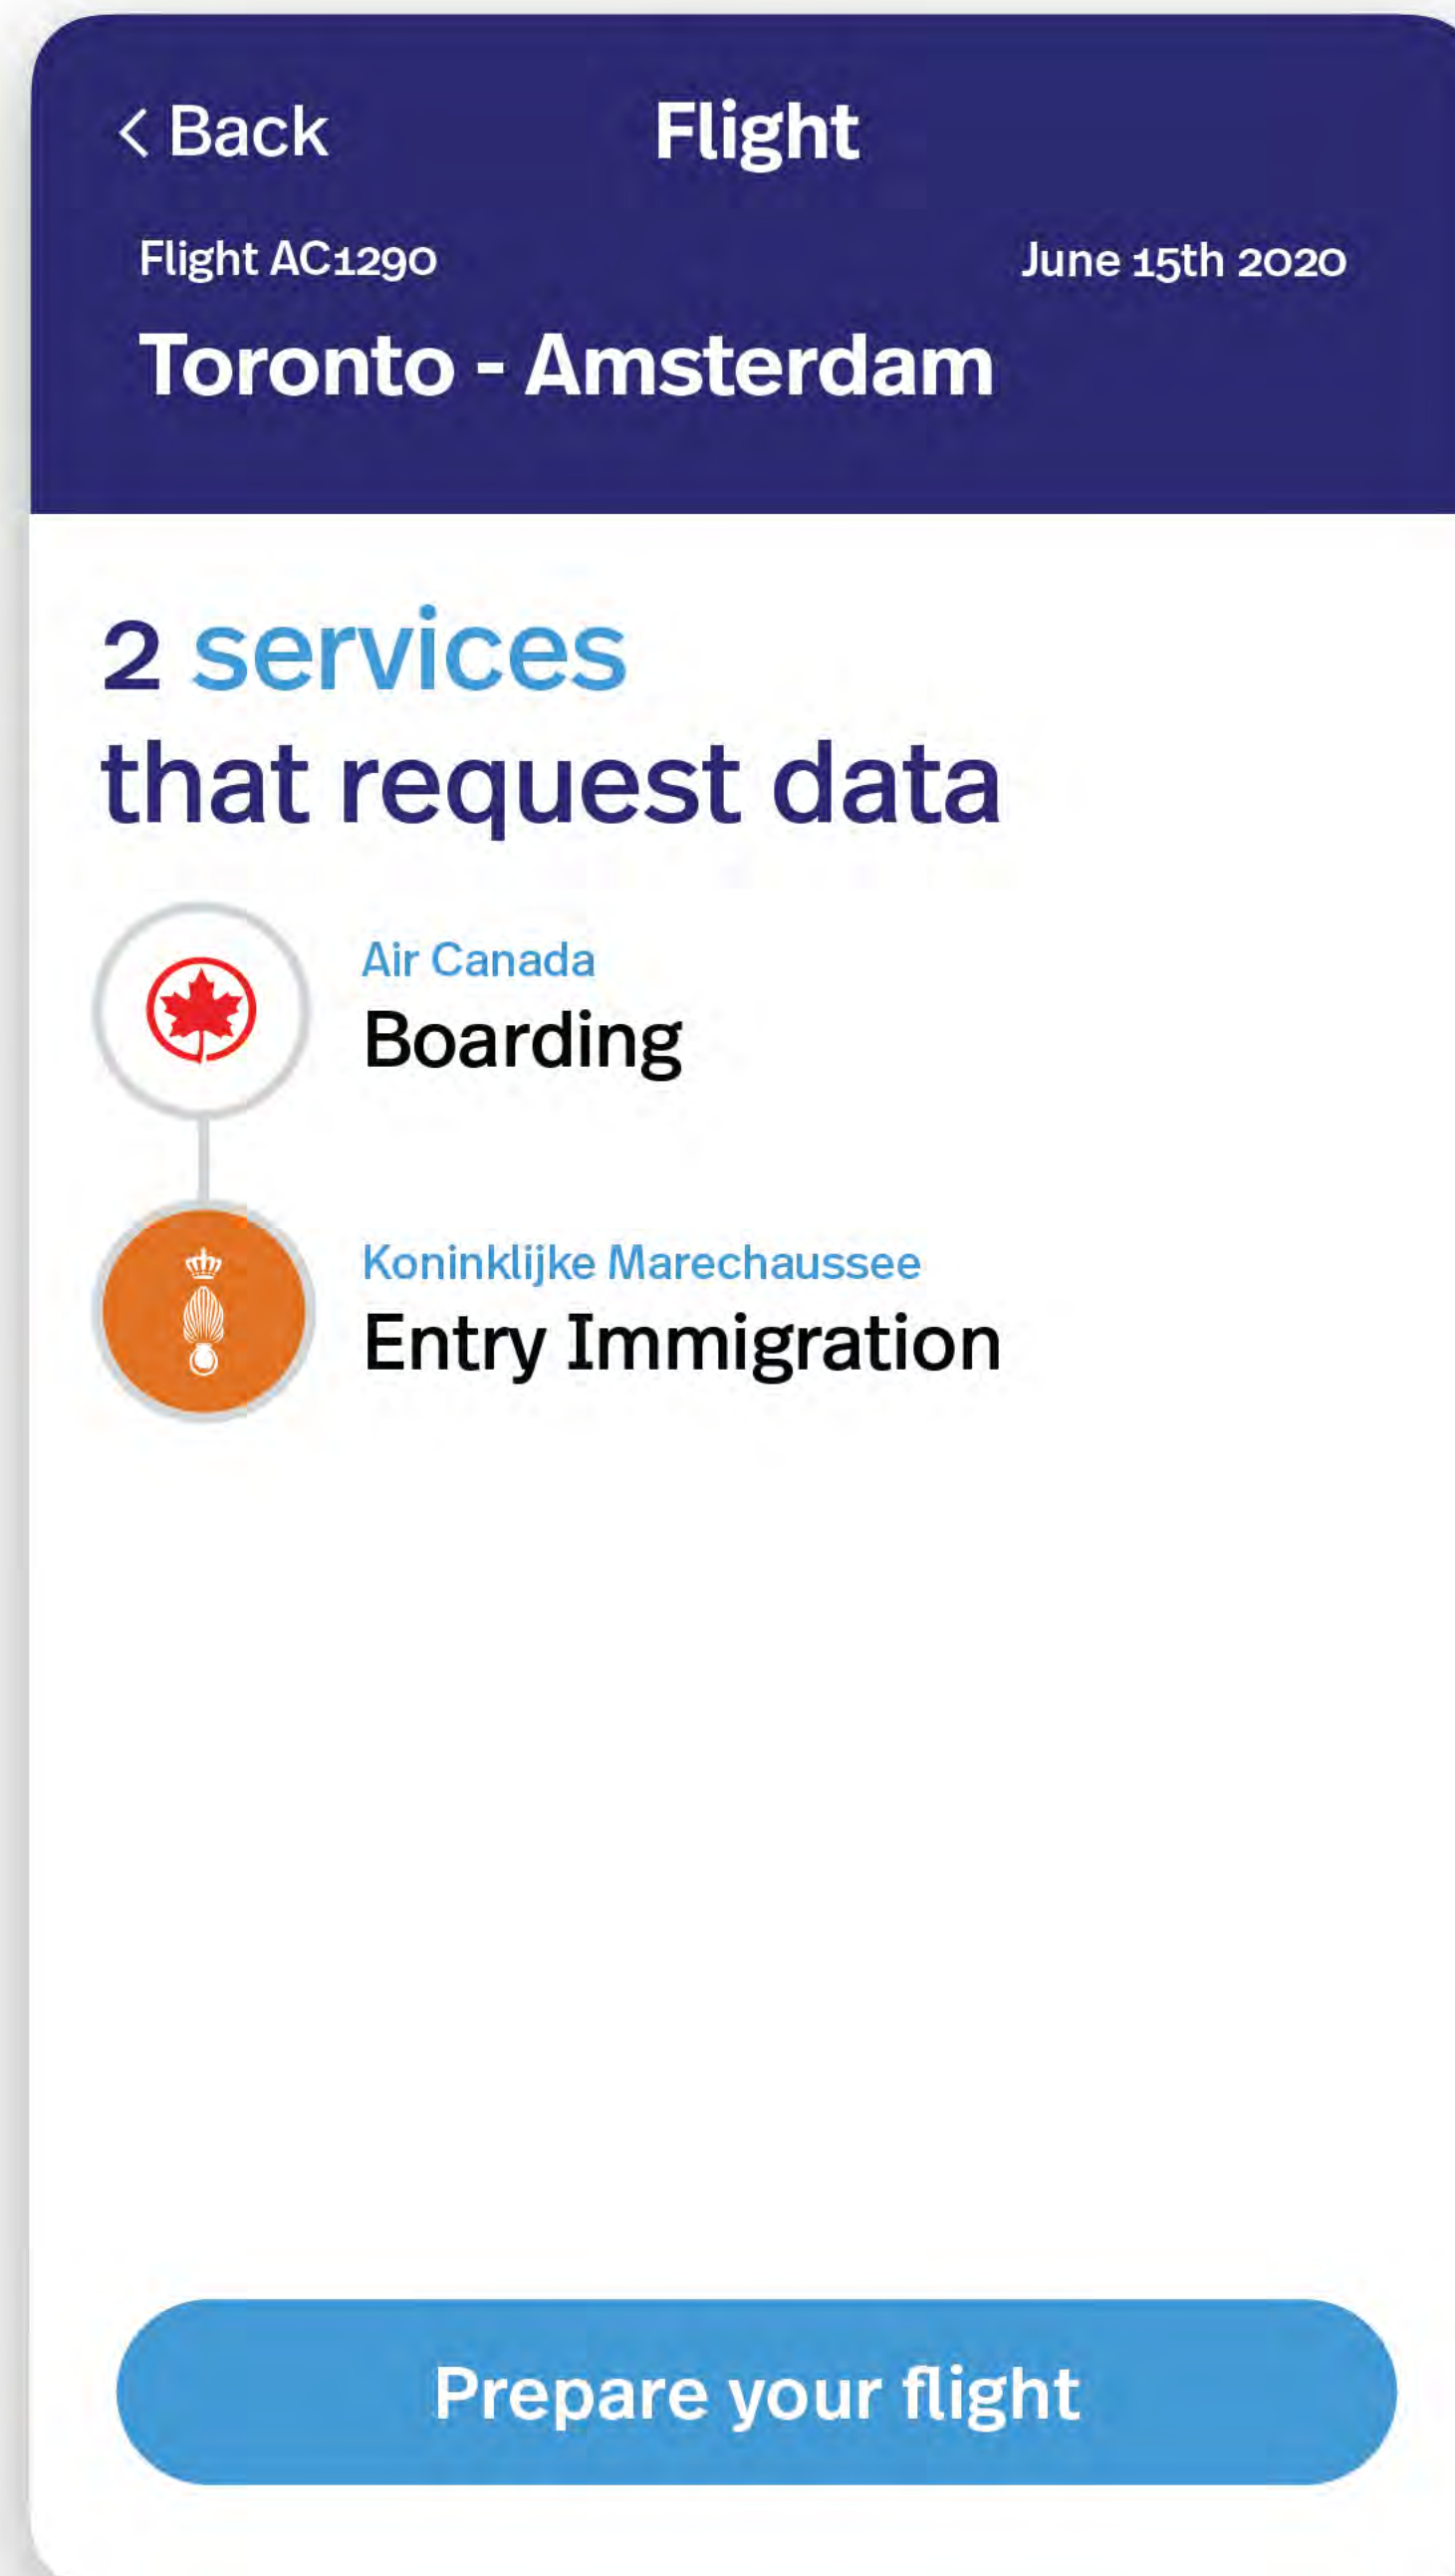 Back
Flight
Flight AC1290
June 15th 2020
Toronto - Amsterdam
2 services
that request data
Air Canada
Boarding
Koninklijke Marechaussee
Entry Immigration
Prepare your flight